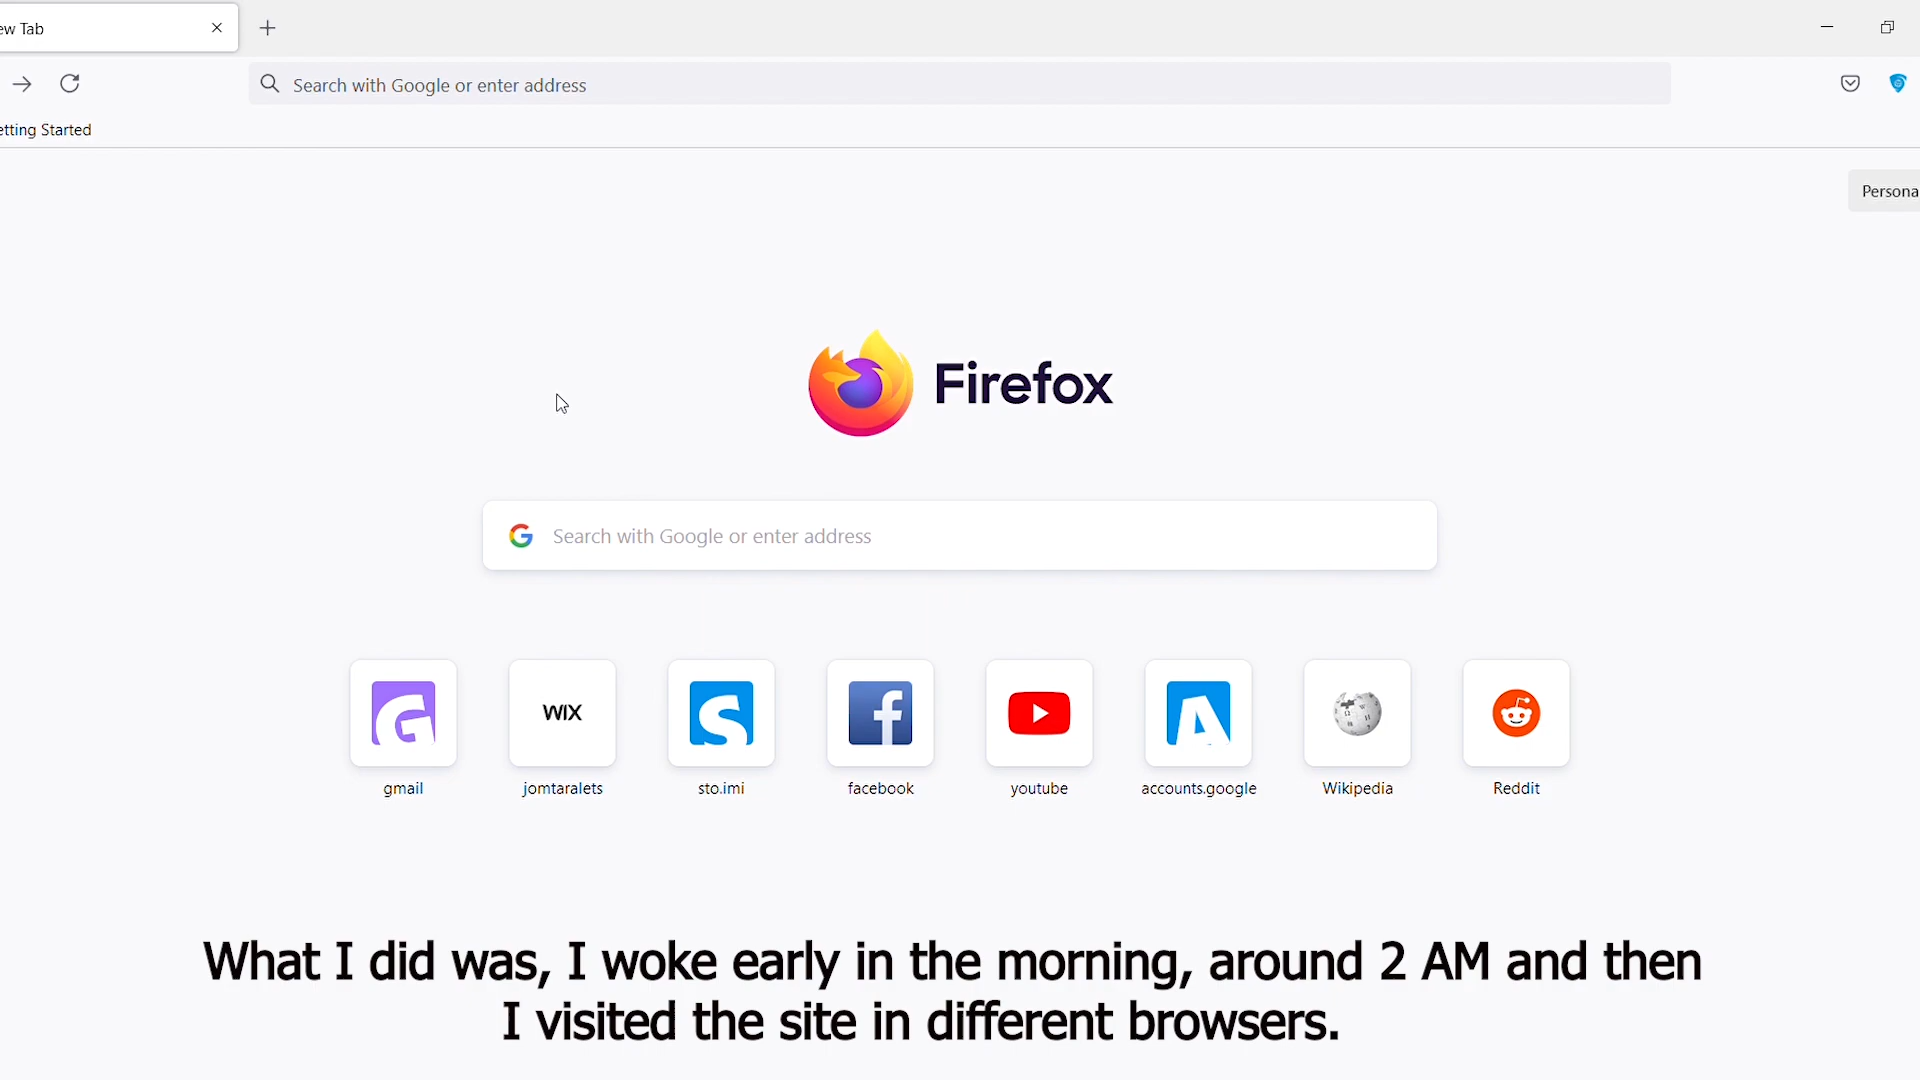 ew Tab
Search with Google or enter address
etting Started
Persona
Firefox
Search with Google or enter address
WIX
gmail
jomtaralets
sto.imi
facebook
youtube
accounts.google
Wikipedia
Reddit
What I did was, I woke early in the morning, around 2 AM and then
I visited the site in different browsers.